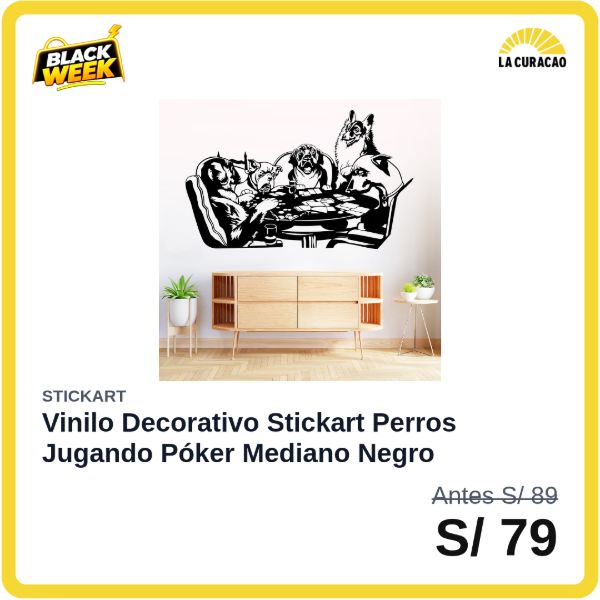 BLACK
WEEK
LA CURACAO
STICKART
Vinilo Decorativo Stickart Perros
Jugando Póker Mediano Negro
Antes S/ 89
S/ 79